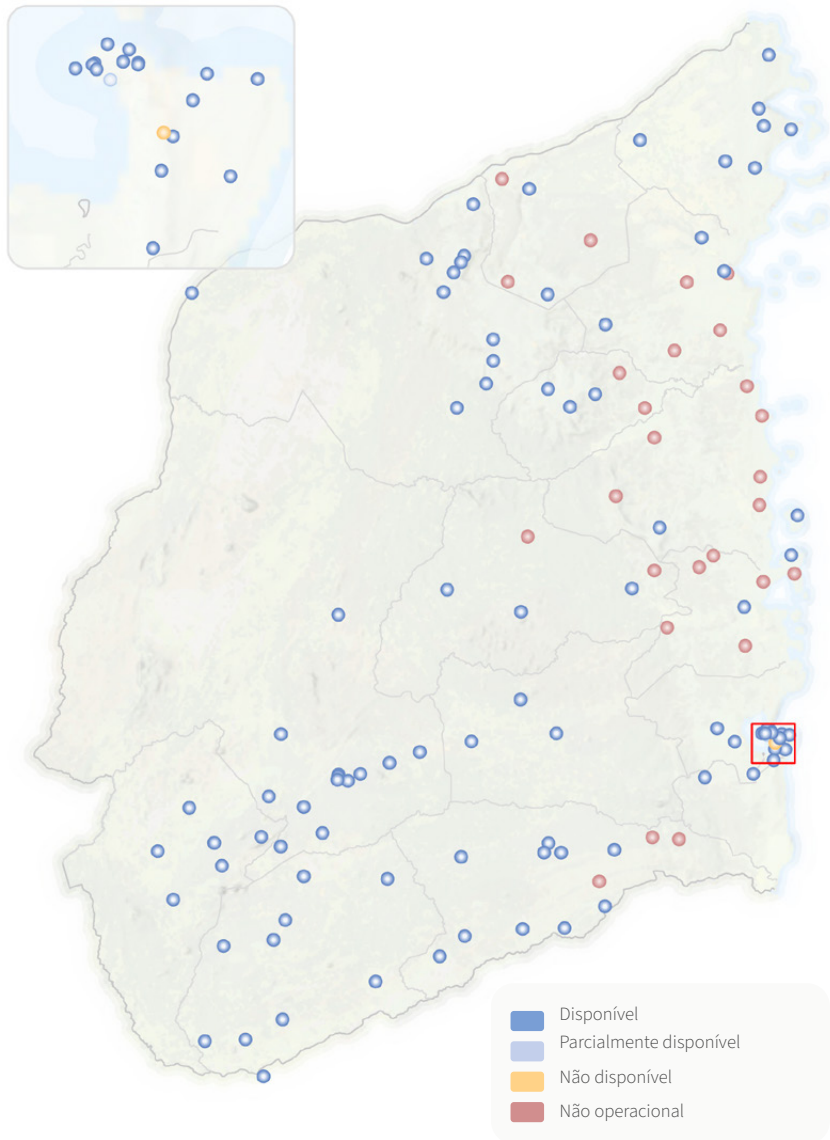 Disponível
Parcialmente disponível
Não disponível
Não operacional